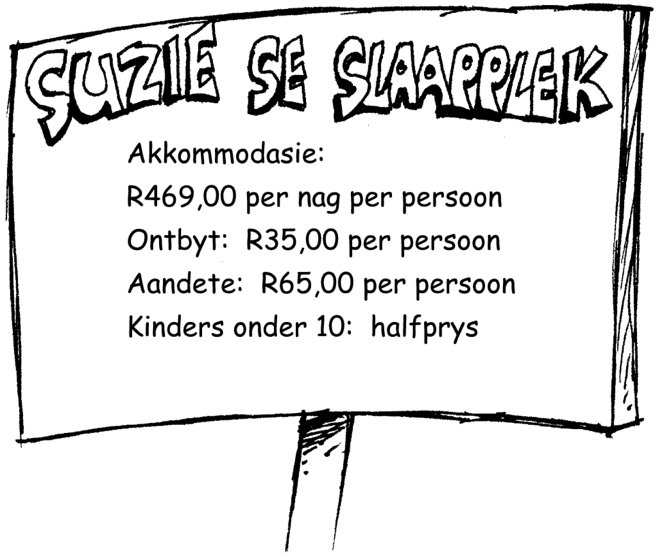 SUZIE SE SLAAPPLEK
Akkommodasie:
R469,00 per nag per persoon
Ontbyt: R35,00 per persoon
Aandete: R65,00 per persoon
Kinders onder 10: halfprys